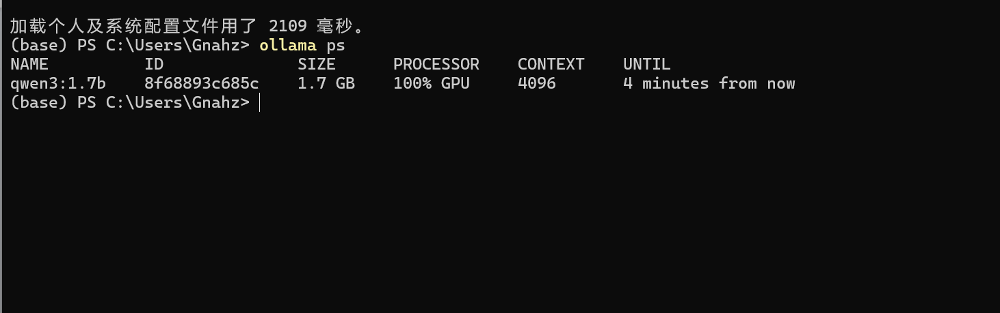 加载个人及系统配置文件用了 2109 毫秒。
(base) PS C:\Users\Gnahz> ollama ps
NAME          ID              SIZE      PROCESSOR    CONTEXT    UNTIL
qwen3:1.7b    8f68893c685c    1.7 GB    100% GPU     4096       4 minutes from now
(base) PS C:\Users\Gnahz>